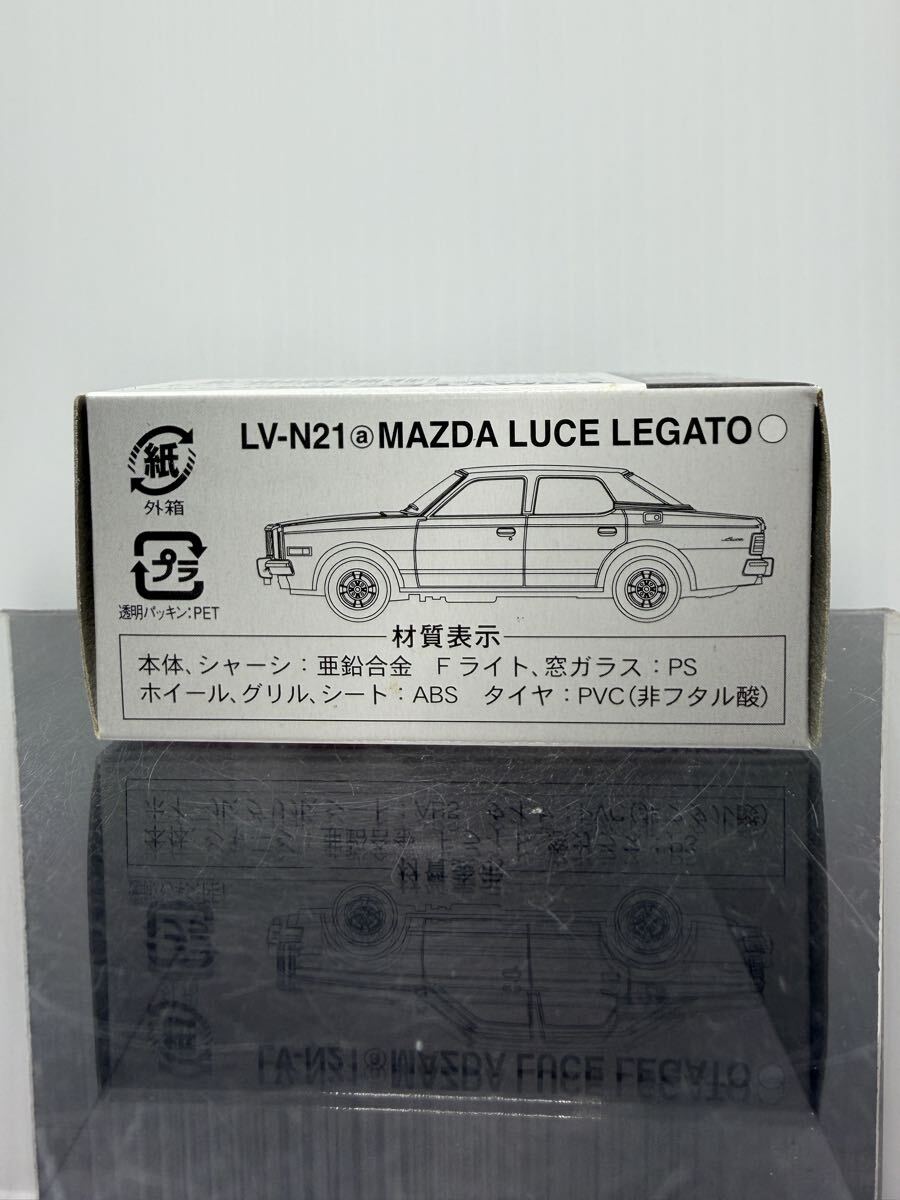 LV-N21ⓐMAZDA LUCE LEGATO○
紙
外箱
プラ
透明パッキン:PET
Luce
材質表示
本体、シャーシ:亜鉛合金 Fライト、窓ガラス:PS
ホイール、グリル、シート:ABS タイヤ:PVC(非フタル酸)